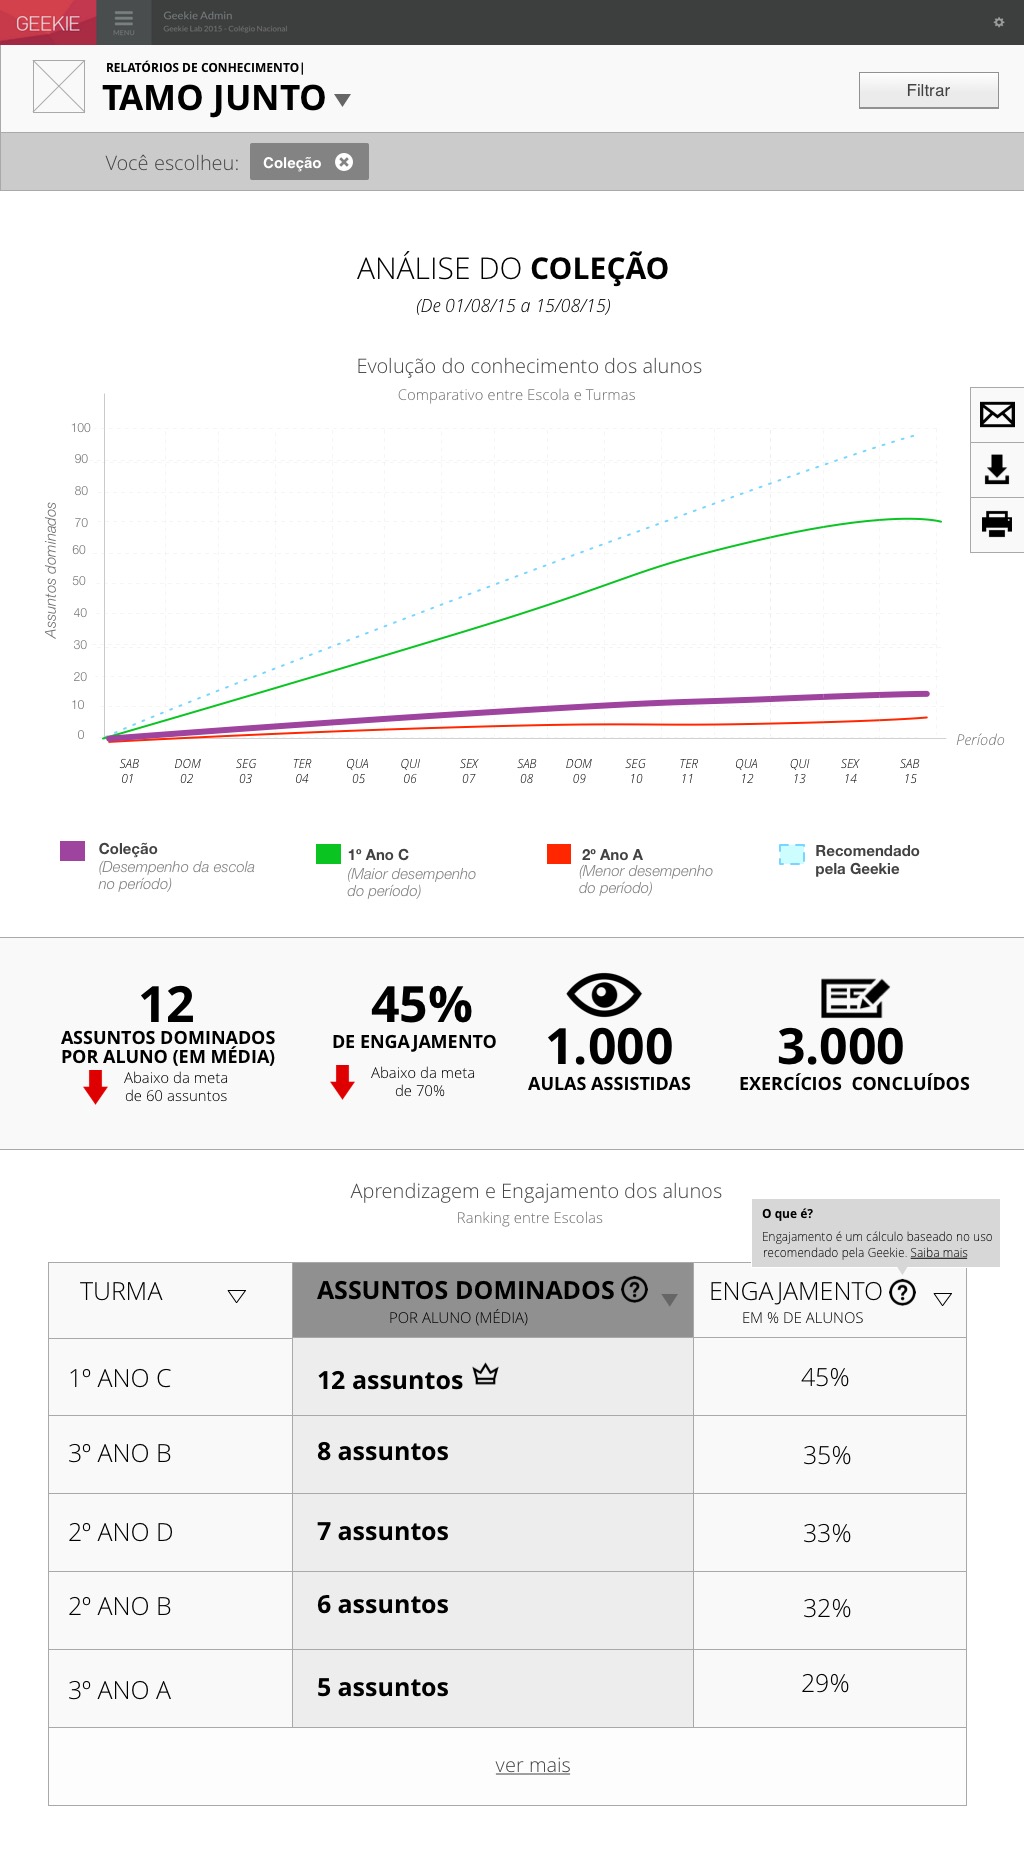 GEEKIE
MENU
Geekie Admin
Geekie Lab 2015 - Colégio Nacional
RELATÓRIOS DE CONHECIMENTO|
TAMO JUNTO
Filtrar
Você escolheu:
Coleção
ANÁLISE DO COLEÇÃO
(De 01/08/15 a 15/08/15)
Evolução do conhecimento dos alunos
Comparativo entre Escola e Turmas
Assuntos dominados
100
90
80
70
60
50
40
30
20
10
0
Período
SAB DOM SEG TER QUA QUI SEX SAB DOM SEG TER QUA QUI SEX SAB
01 02 03 04 05 06 07 08 09 10 11 12 13 14 15
Coleção
(Desempenho da escola
no período)
1º Ano C
(Maior desempenho
do período)
2º Ano A
(Menor desempenho
do período)
Recomendado
pela Geekie
12
ASSUNTOS DOMINADOS
POR ALUNO (EM MÉDIA)
Abaixo da meta
de 60 assuntos
45%
DE ENGAJAMENTO
Abaixo da meta
de 70%
1.000
AULAS ASSISTIDAS
3.000
EXERCÍCIOS CONCLUÍDOS
Aprendizagem e Engajamento dos alunos
Ranking entre Escolas
O que é?
Engajamento é um cálculo baseado no uso
recomendado pela Geekie. Saiba mais
TURMA
ASSUNTOS DOMINADOS ?
POR ALUNO (MÉDIA)
ENGAJAMENTO ?
EM % DE ALUNOS
1º ANO C 12 assuntos 45%
3º ANO B 8 assuntos 35%
2º ANO D 7 assuntos 33%
2º ANO B 6 assuntos 32%
3º ANO A 5 assuntos 29%
ver mais